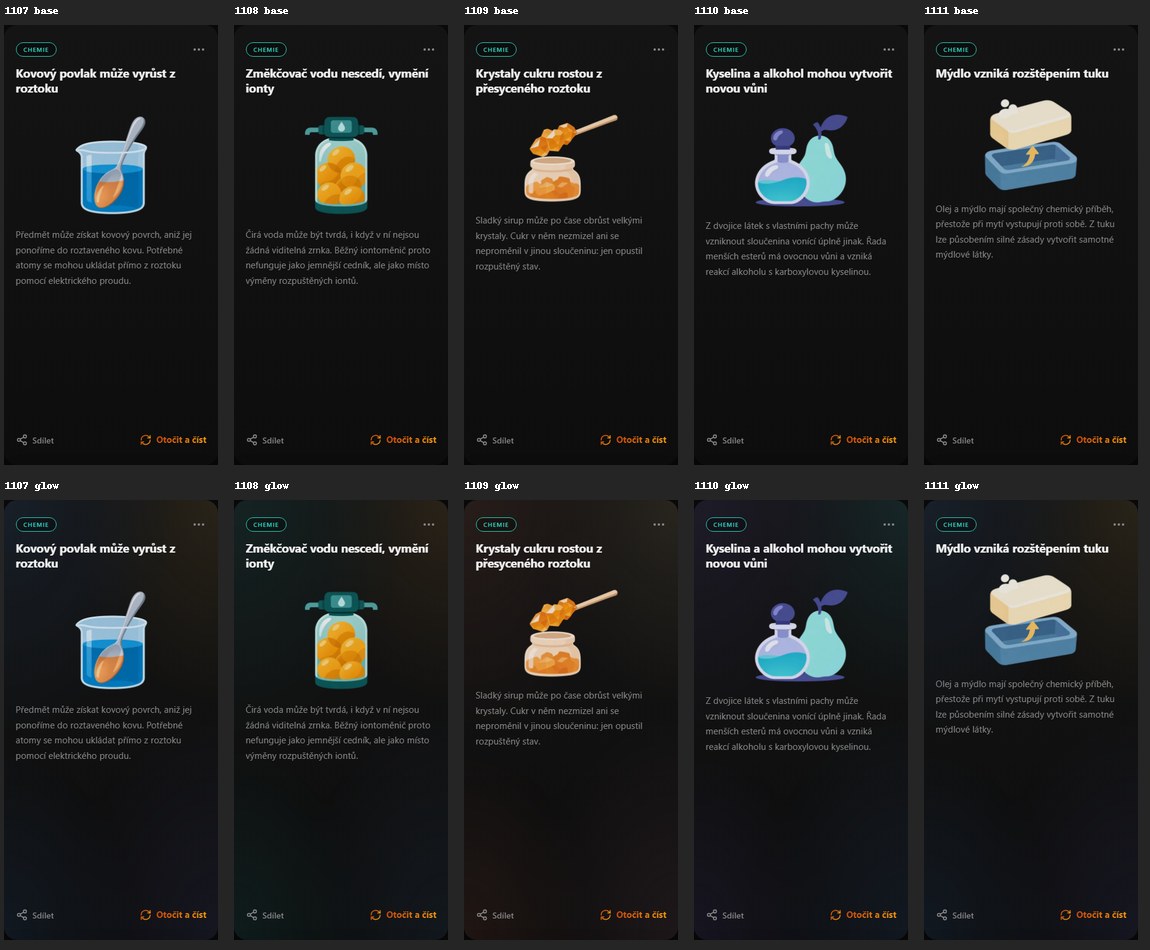 1107 base
CHEMIE
Kovový povlak může vyrůst z
roztoku
Předmět může získat kovový povrch, aniž jej
ponoříme do roztaveného kovu. Potřebné
atomy se mohou ukládat přímo z roztoku
pomocí elektrického proudu.
Sdílet
Otočit a číst
1108 base
CHEMIE
Změkčovač vodu nescedí, vymění
ionty
Čirá voda může být tvrdá, i když v ní nejsou
žádná viditelná zrnka. Běžný iontoměnič proto
nefunguje jako jemnější cedník, ale jako místo
výměny rozpuštěných iontů.
Sdílet
Otočit a číst
1109 base
CHEMIE
Krystaly cukru rostou z
přesyceného roztoku
Sladký sirup může po čase obrůst velkými
krystaly. Cukr v něm nezmizel ani se
neproměnil v jinou sloučeninu: jen opustil
rozpuštěný stav.
Sdílet
Otočit a číst
1110 base
CHEMIE
Kyselina a alkohol mohou vytvořit
novou vůni
Z dvojice látek s vlastními pachy může
vzniknout sloučenina vonící úplně jinak. Řada
menších esterů má ovocnou vůni a vzniká
reakcí alkoholu s karboxylovou kyselinou.
Sdílet
Otočit a číst
1111 base
CHEMIE
Mýdlo vzniká rozštěpením tuku
Olej a mýdlo mají společný chemický příběh,
přestože při mytí vystupují proti sobě. Z tuku
lze působením silné zásady vytvořit samotné
mýdlové látky.
Sdílet
Otočit a číst
1107 glow
CHEMIE
Kovový povlak může vyrůst z
roztoku
Předmět může získat kovový povrch, aniž jej
ponoříme do roztaveného kovu. Potřebné
atomy se mohou ukládat přímo z roztoku
pomocí elektrického proudu.
Sdílet
Otočit a číst
1108 glow
CHEMIE
Změkčovač vodu nescedí, vymění
ionty
Čirá voda může být tvrdá, i když v ní nejsou
žádná viditelná zrnka. Běžný iontoměnič proto
nefunguje jako jemnější cedník, ale jako místo
výměny rozpuštěných iontů.
Sdílet
Otočit a číst
1109 glow
CHEMIE
Krystaly cukru rostou z
přesyceného roztoku
Sladký sirup může po čase obrůst velkými
krystaly. Cukr v něm nezmizel ani se
neproměnil v jinou sloučeninu: jen opustil
rozpuštěný stav.
Sdílet
Otočit a číst
1110 glow
CHEMIE
Kyselina a alkohol mohou vytvořit
novou vůni
Z dvojice látek s vlastními pachy může
vzniknout sloučenina vonící úplně jinak. Řada
menších esterů má ovocnou vůni a vzniká
reakcí alkoholu s karboxylovou kyselinou.
Sdílet
Otočit a číst
1111 glow
CHEMIE
Mýdlo vzniká rozštěpením tuku
Olej a mýdlo mají společný chemický příběh,
přestože při mytí vystupují proti sobě. Z tuku
lze působením silné zásady vytvořit samotné
mýdlové látky.
Sdílet
Otočit a číst